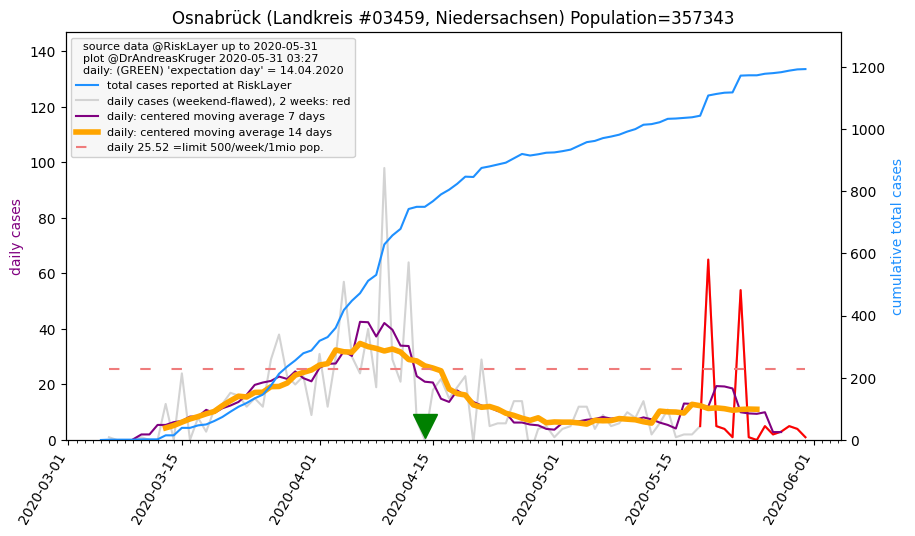 Osnabrück (Landkreis #03459, Niedersachsen) Population=357343
source data @RiskLayer up to 2020-05-31
plot @DrAndreasKruger 2020-05-31 03:27
daily: (GREEN) 'expectation day' = 14.04.2020
total cases reported at RiskLayer
daily cases (weekend-flawed), 2 weeks: red
daily: centered moving average 7 days
daily: centered moving average 14 days
daily 25.52 =limit 500/week/1mio pop.
daily cases
140
120
100
80
60
40
20
0
cumulative total cases
1200
1000
800
600
400
200
0
2020-03-01
2020-03-15
2020-04-01
2020-04-15
2020-05-01
2020-05-15
2020-06-01